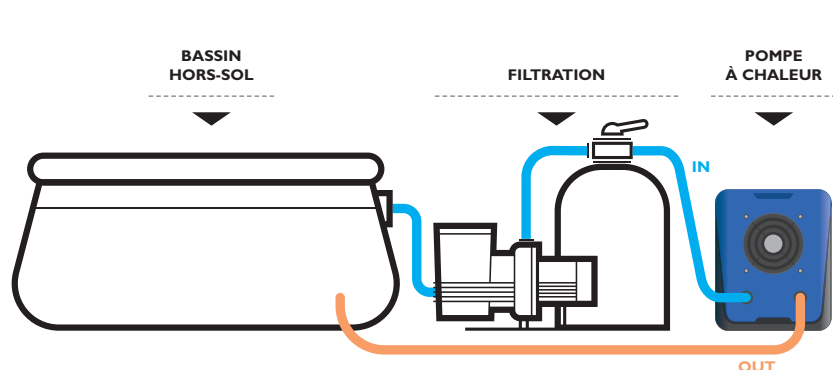 BASSIN
HORS-SOL
FILTRATION
POMPE
À CHALEUR
IN
OUT